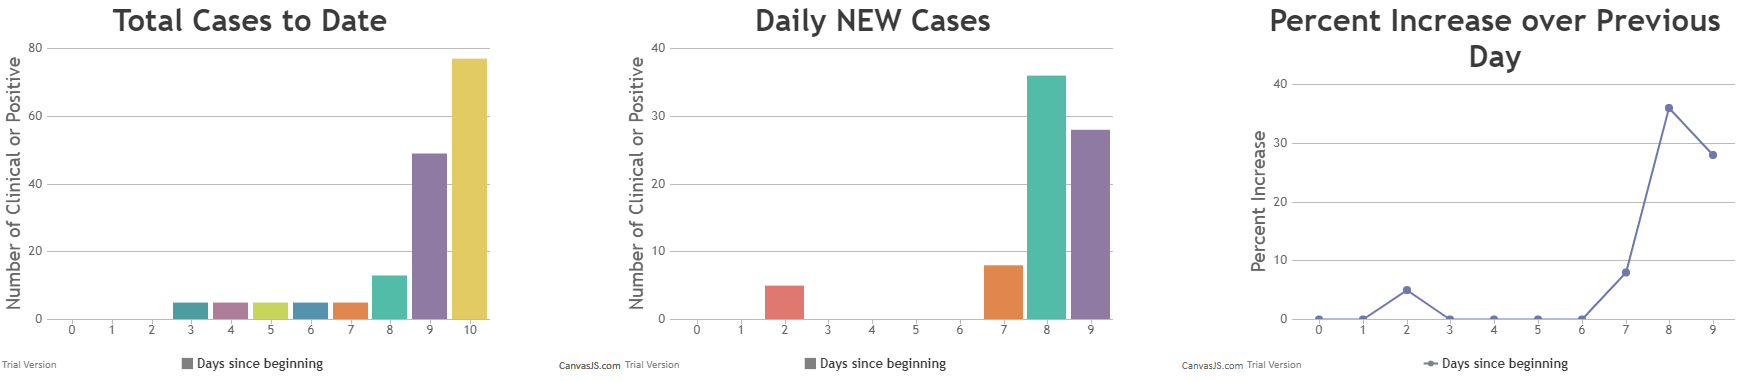 Total Cases to Date
Number of Clinical or Positive
80
60
40
20
0
0 1 2 3 4 5 6 7 8 9 10
Days since beginning
Trial Version
CanvasJS.com
Daily NEW Cases
Number of Clinical or Positive
40
30
20
10
0
0 1 2 3 4 5 6 7 8 9
Days since beginning
Trial Version
CanvasJS.com
Percent Increase over Previous
Day
Percent Increase
40
30
20
10
0
0 1 2 3 4 5 6 7 8 9
Days since beginning
Trial Version